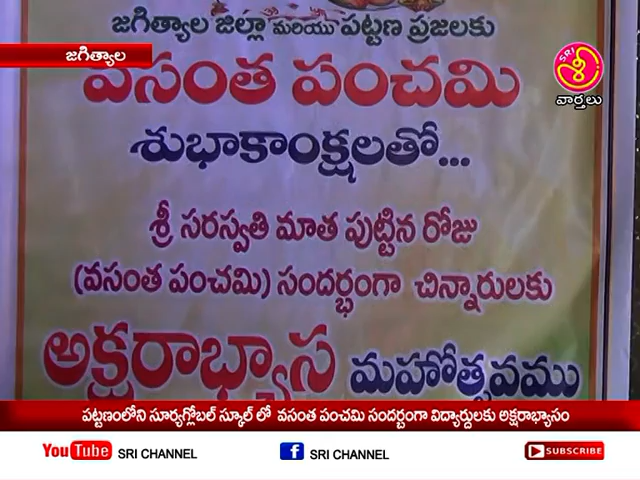 జగిత్యాల జిల్లా మరియు పట్టణ ప్రజలకు
జగిత్యాల
వసంత పంచమి
SRI
శ్రీ
వార్తలు
శుభాకాంక్షలతో...
శ్రీ సరస్వతి మాత పుట్టిన రోజు
(వసంత పంచమి) సందర్భంగా చిన్నారులకు
అక్షరాభ్యాస మహోత్సవము
పట్టణంలోని సూర్యగ్లోబల్ స్కూల్ లో వసంత పంచమి సందర్బంగా విద్యార్దులకు అక్షరాభ్యాసం
YouTube SRI CHANNEL f SRI CHANNEL SUBSCRIBE